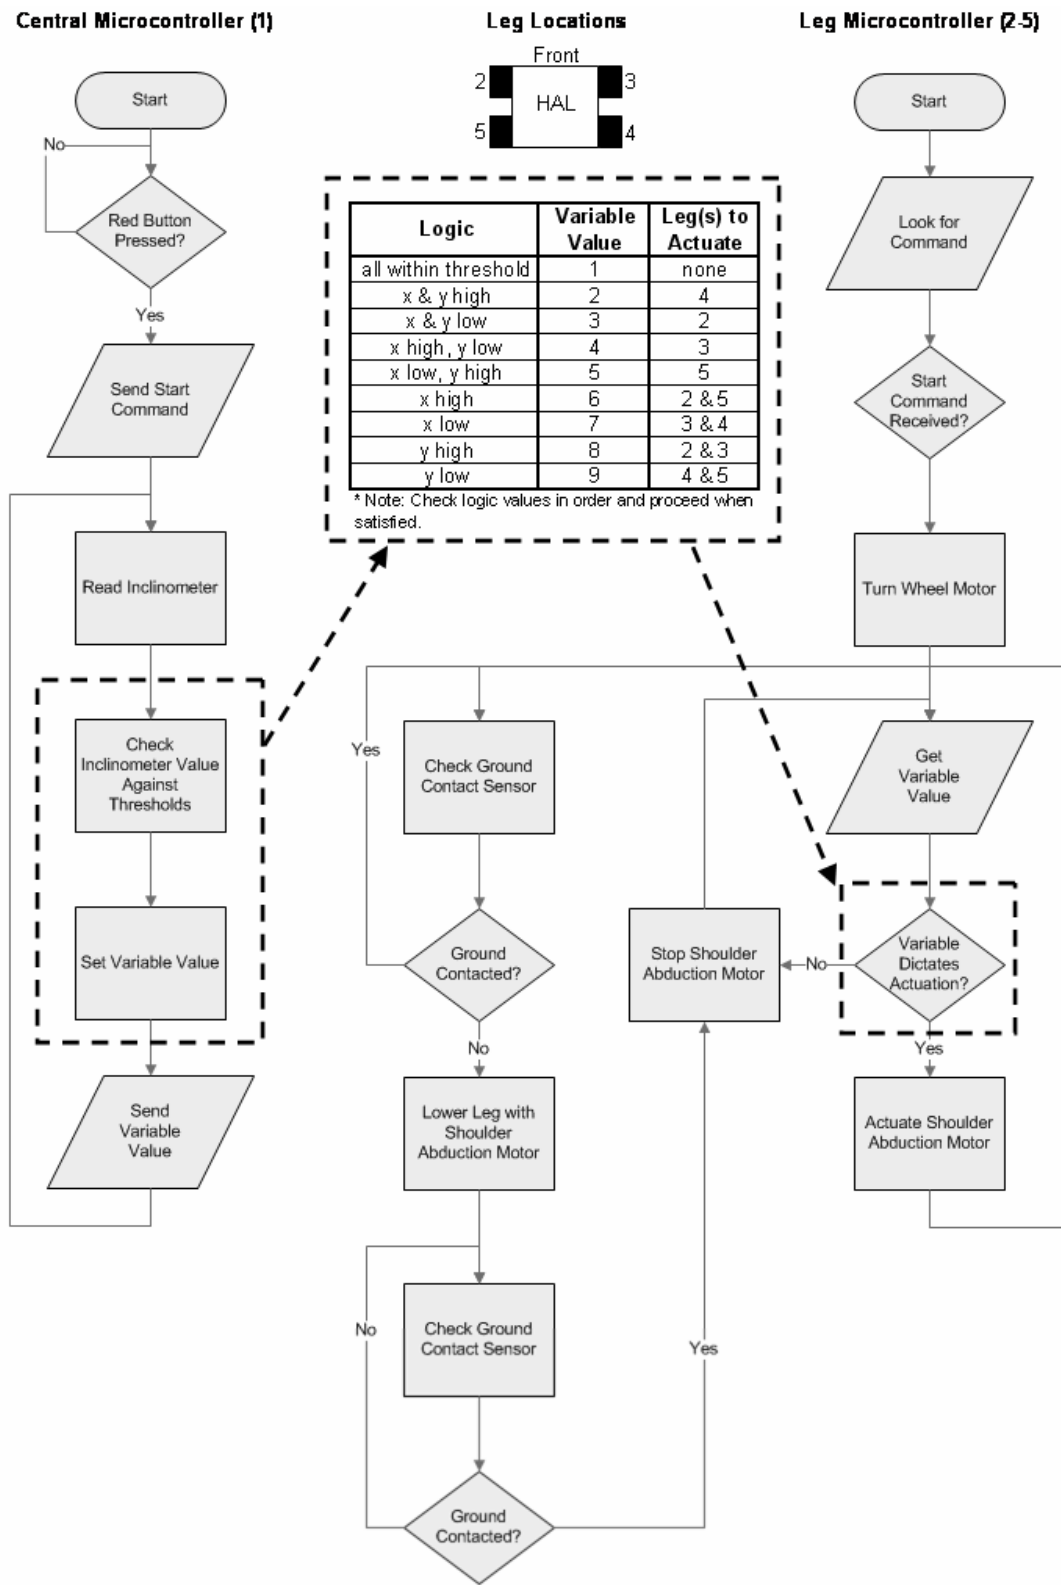 Central Microcontroller (1)
Leg Locations
Leg Microcontroller (2-5)
Front
2
3
HAL
5
4
Start
No
Red Button
Pressed?
Yes
Send Start
Command
Read Inclinometer
Check
Inclinometer Value
Against
Thresholds
Set Variable Value
Send
Variable
Value
Logic
Variable
Value
Leg(s) to
Actuate
all within threshold 1 none
x & y high 2 4
x & y low 3 2
x high, y low 4 3
x low, y high 5 5
x high 6 2 & 5
x low 7 3 & 4
y high 8 2 & 3
y low 9 4 & 5
* Note: Check logic values in order and proceed when
satisfied.
Yes
Check Ground
Contact Sensor
Ground
Contacted?
No
Lower Leg with
Shoulder
Abduction Motor
No
Check Ground
Contact Sensor
Ground
Contacted?
Yes
Stop Shoulder
Abduction Motor
Start
Look for
Command
Start
Command
Received?
Turn Wheel Motor
Get
Variable
Value
Variable
Dictates
Actuation?
No
Yes
Actuate Shoulder
Abduction Motor